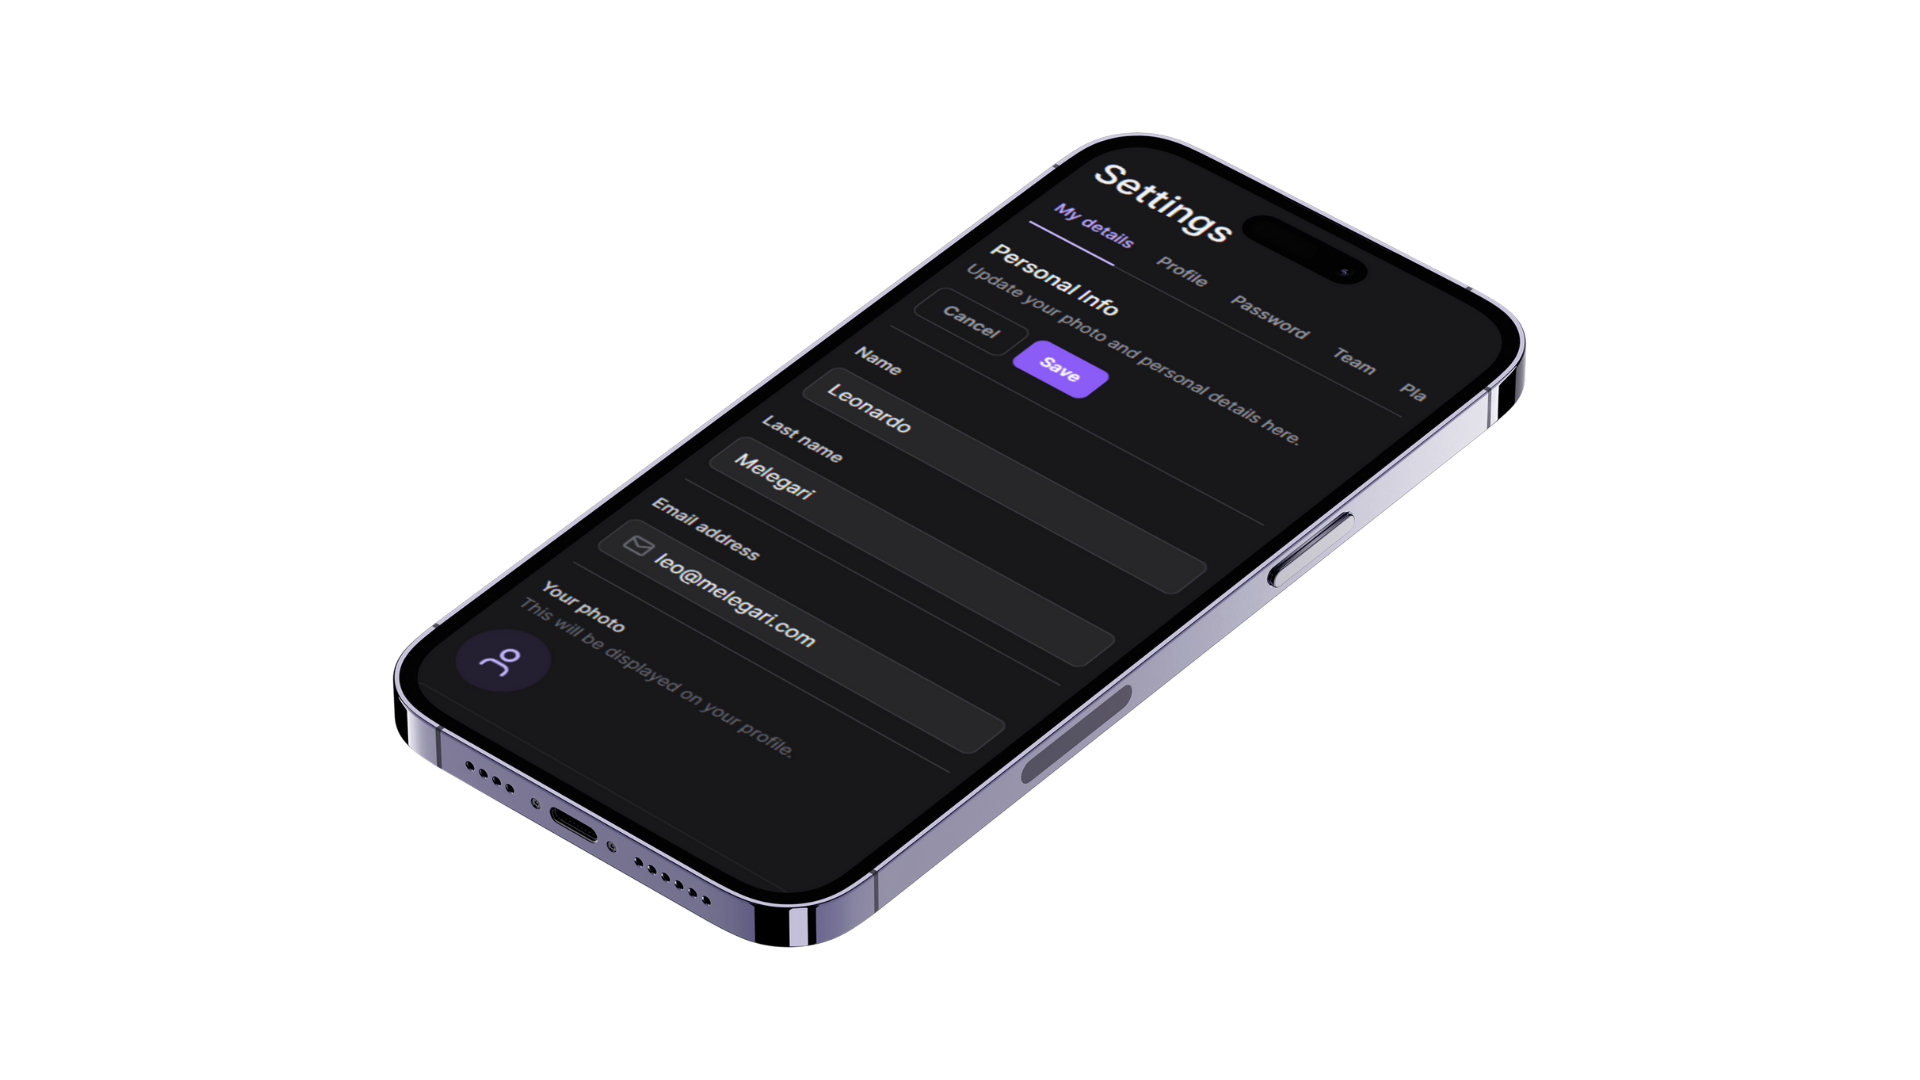 Settings
My details Profile Password Team Pla
Personal Info
Update your photo and personal details here.
Cancel Save
Name
Leonardo
Last name
Melegari
Email address
leo@melegari.com
Your photo
This will be displayed on your profile.